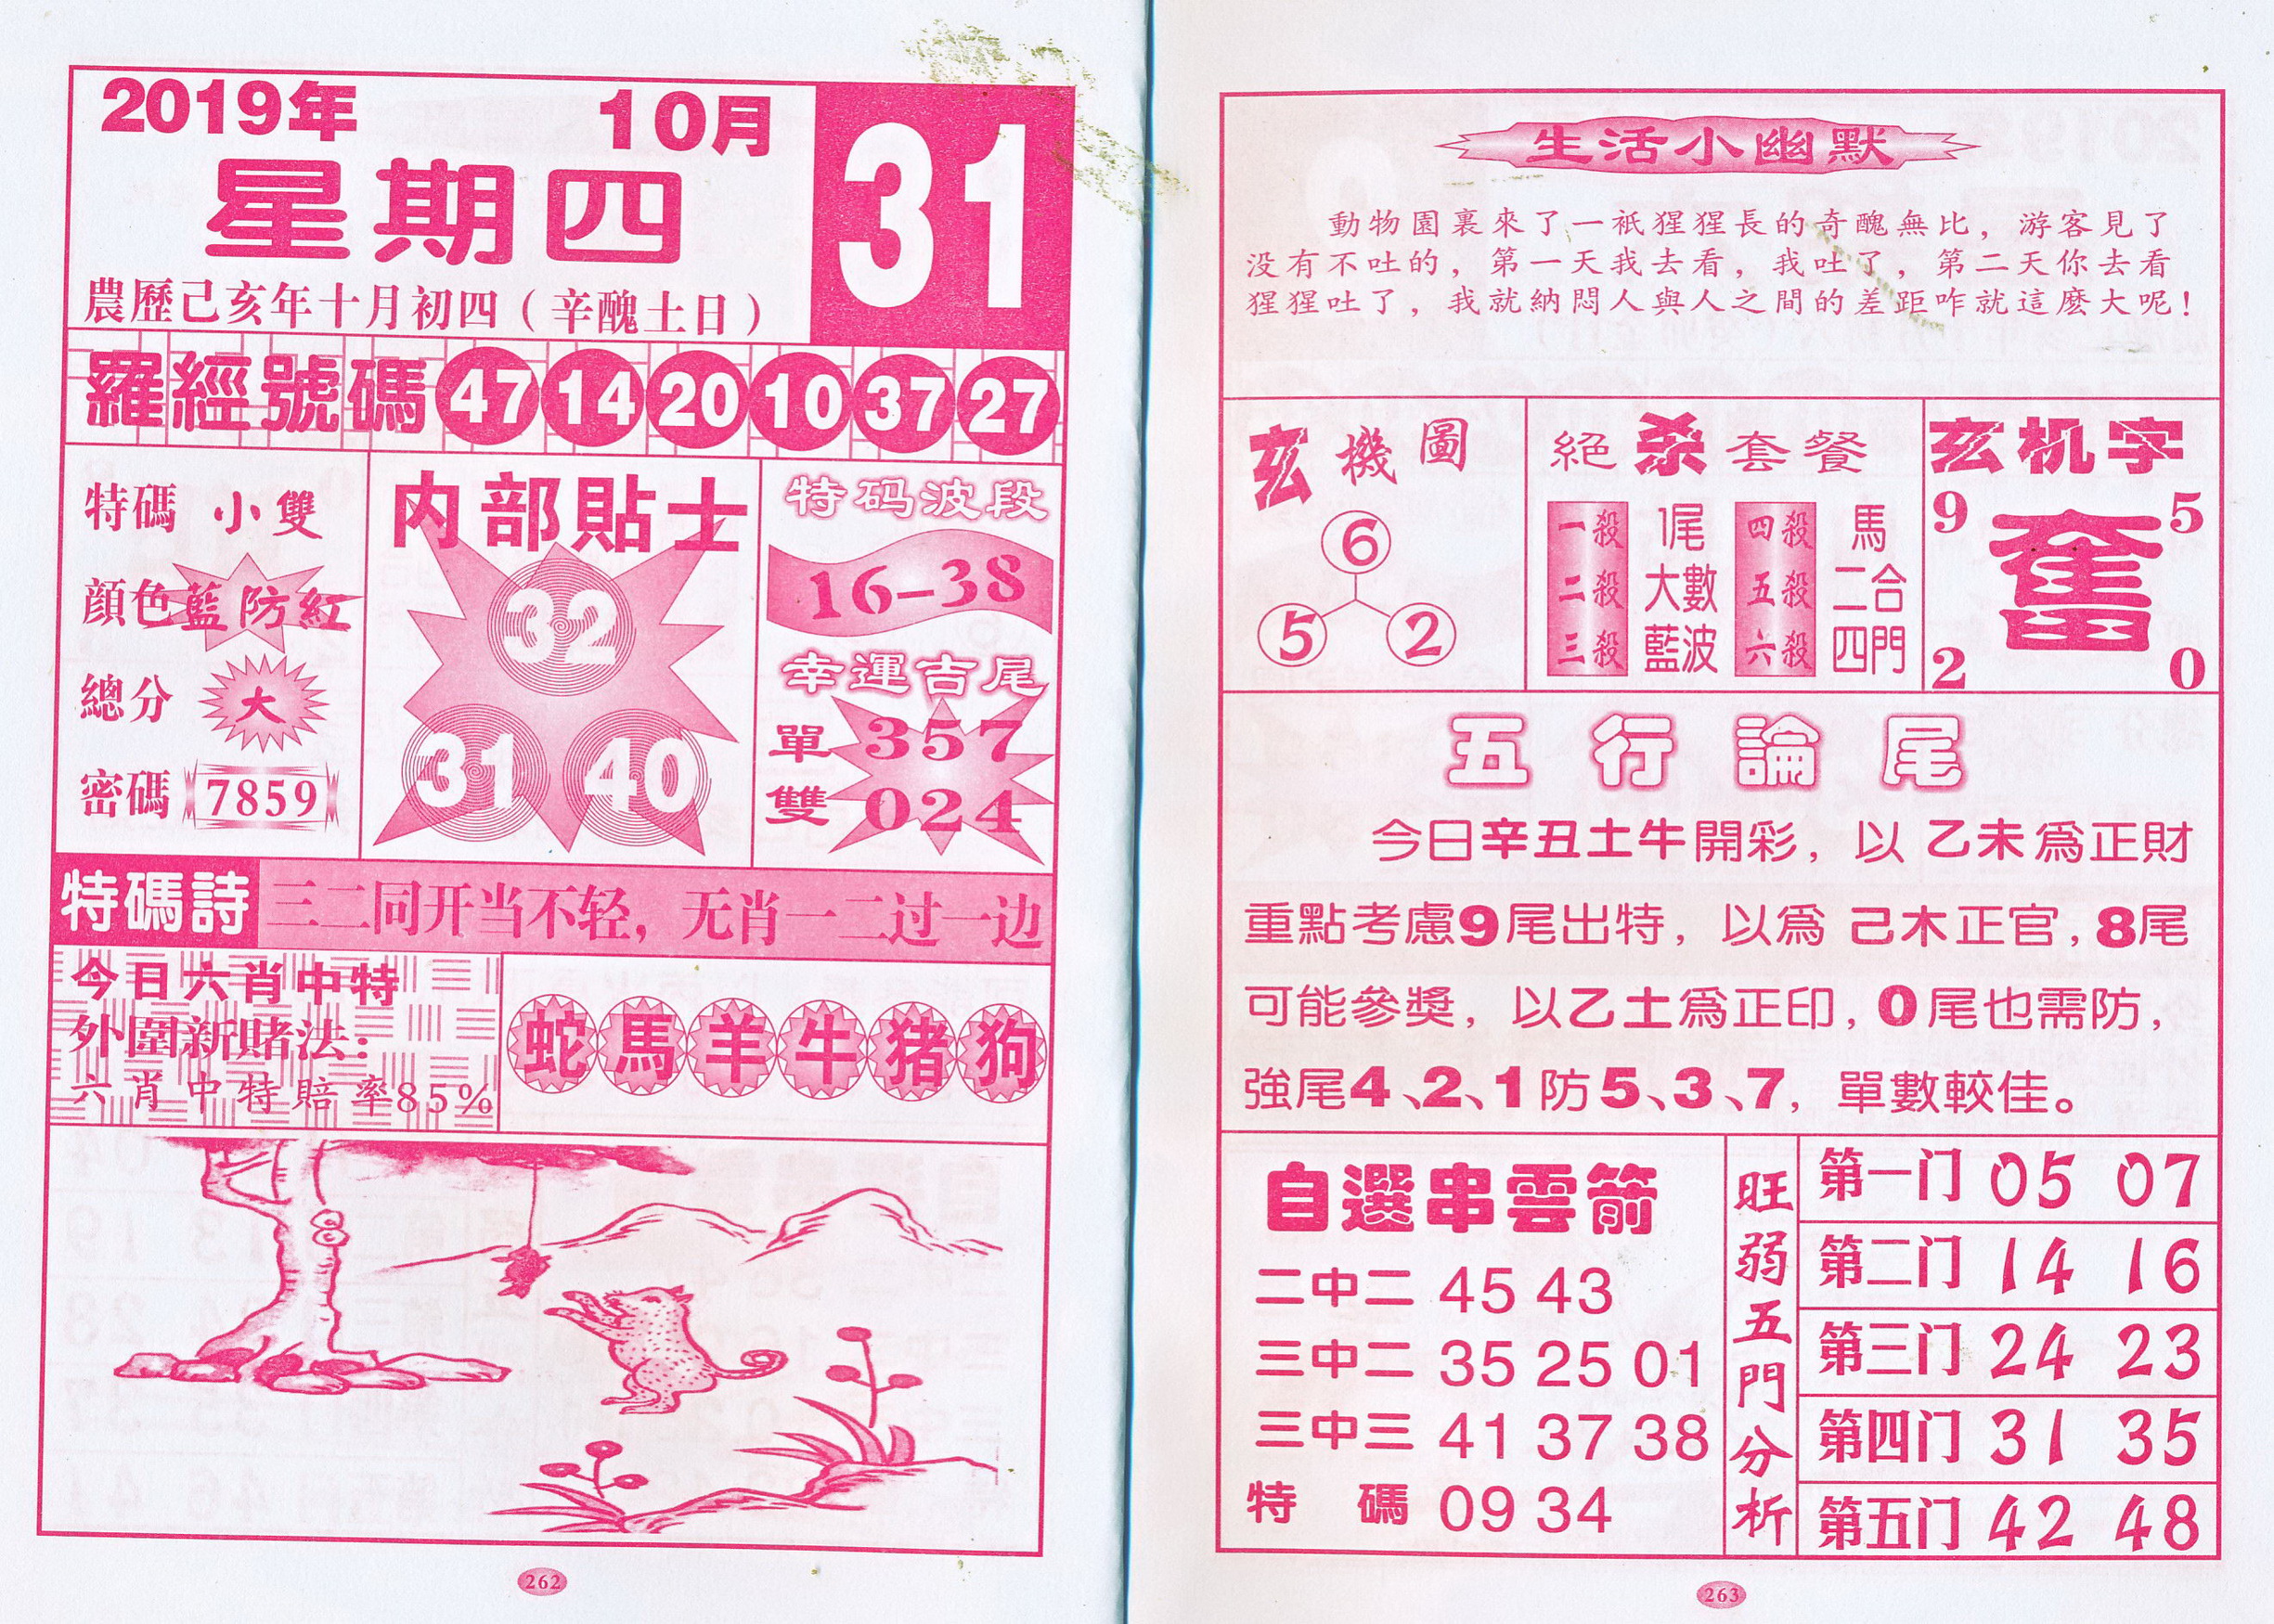 2019年 10月
31
星期四
農歷己亥年十月初四（辛醜土日）
羅經號碼 47 14 20 10 37 27
特碼 小雙
顔色 藍防紅
總分 大
密碼 7859
内部貼士
32
31 40
特码波段
16-38
幸運吉尾
單 357
雙 024
特碼詩 三二同开当不轻，无肖一二过一边
今日六肖中特
外圍新賭法：
六肖中特賠率85%
蛇 馬 羊 牛 猪 狗
262
生活小幽默
動物園裏來了一衹猩猩長的奇醜無比，游客見了
没有不吐的，第一天我去看，我吐了，第二天你去看
猩猩吐了，我就納悶人與人之間的差距咋就這麽大呢！
玄機圖
6
5 2
絕杀套餐
一殺 1尾 四殺 馬
二殺 大數 五殺 二合
三殺 藍波 六殺 四門
玄机字
9 5
奮
2 0
五行論尾
今日辛丑土牛開彩，以乙未爲正財
重點考慮9尾出特，以爲己木正官，8尾
可能參獎，以乙土爲正印，0尾也需防，
強尾4、2、1防5、3、7，單數較佳。
自選串雲箭
二中二 45 43
三中二 35 25 01
三中三 41 37 38
特碼 09 34
旺弱五門分析
第一门 05 07
第二门 14 16
第三门 24 23
第四门 31 35
第五门 42 48
263